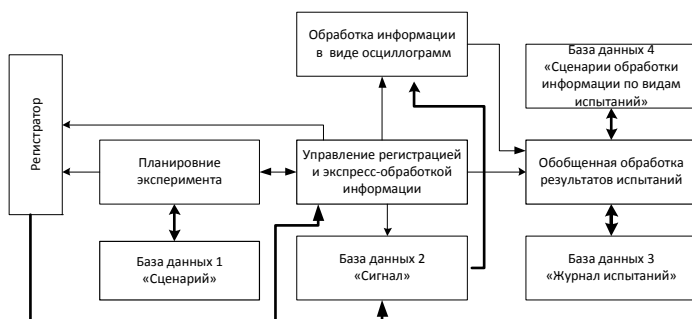 Обработка информации
в виде осциллограмм
База данных 4
«Сценарии обработки
информации по видам
испытаний»
Регистратор
Планировние
эксперимента
Управление регистрацией
и экспресс-обработкой
информации
Обобщенная обработка
результатов испытаний
База данных 1
«Сценарий»
База данных 2
«Сигнал»
База данных 3
«Журнал испытаний»